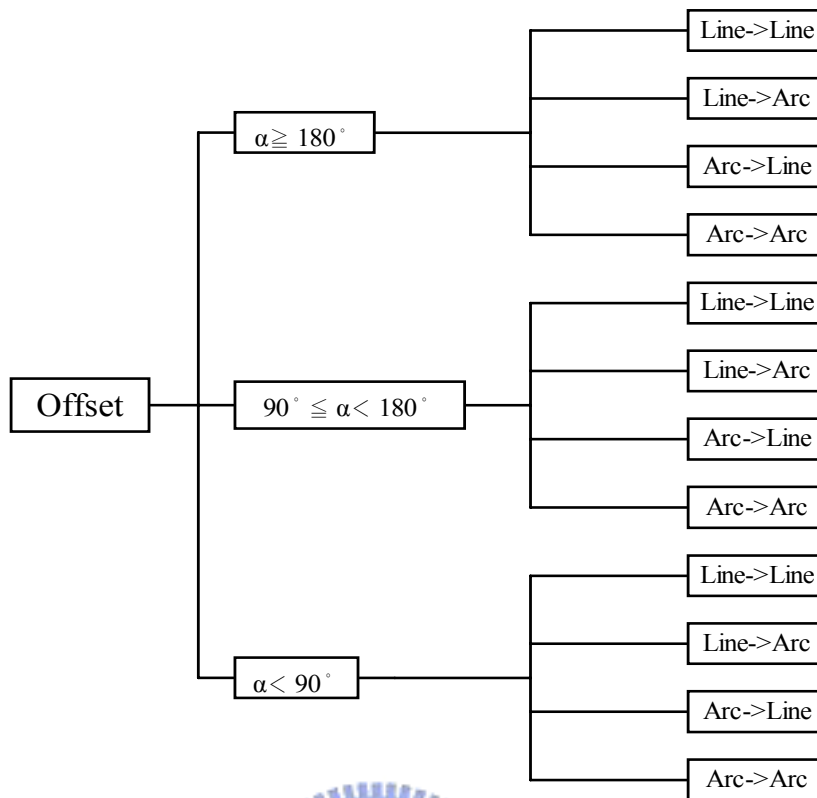 Offset
α≧ 180°
Line->Line
Line->Arc
Arc->Line
Arc->Arc
90° ≦ α< 180°
Line->Line
Line->Arc
Arc->Line
Arc->Arc
α< 90°
Line->Line
Line->Arc
Arc->Line
Arc->Arc